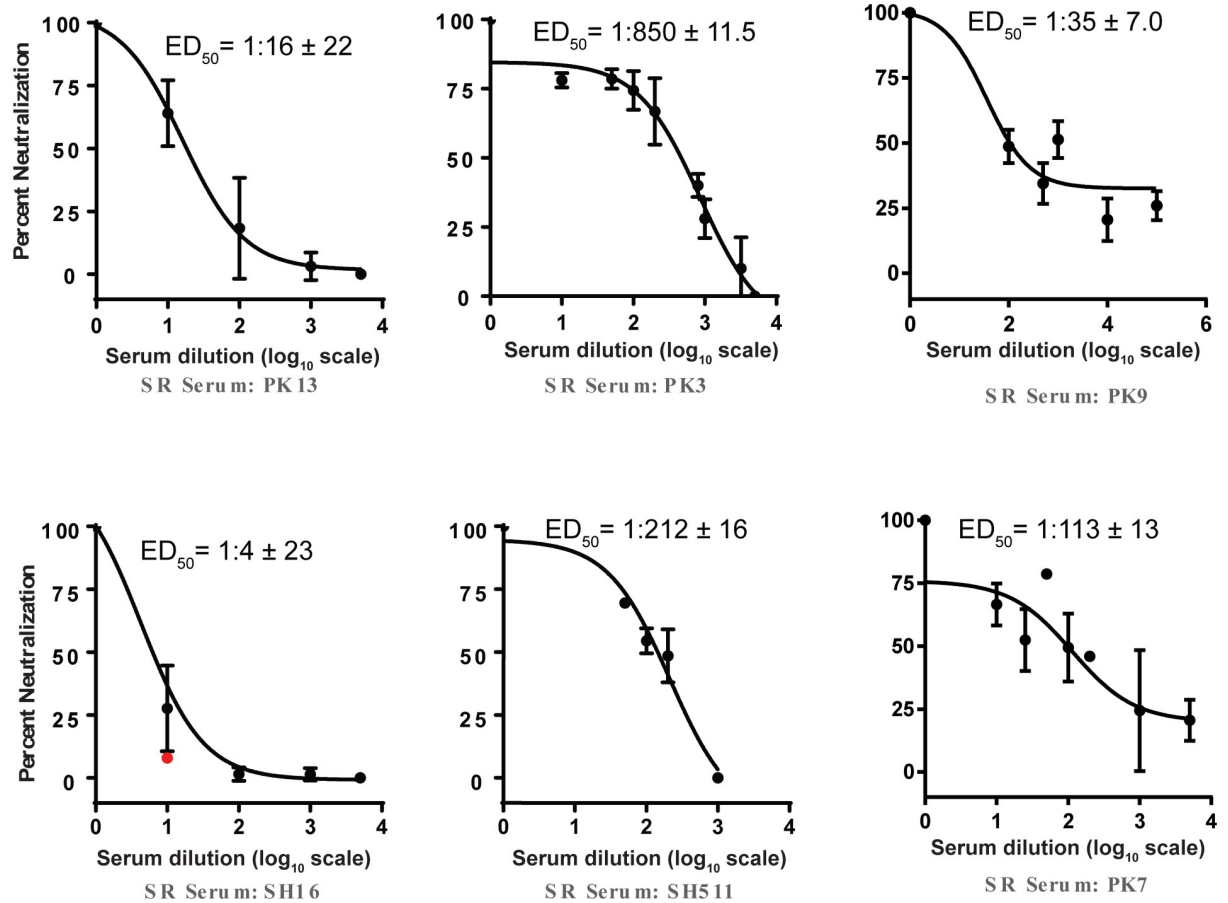 ED50= 1:16 ± 22
Percent Neutralization
100
75
50
25
0
0 1 2 3 4
Serum dilution (log10 scale)
SR Serum: PK13
ED50= 1:850 ± 11.5
100
75
50
25
0
0 1 2 3 4
Serum dilution (log10 scale)
SR Serum: PK3
ED50= 1:35 ± 7.0
100
75
50
25
0
0 2 4 6
Serum dilution (log10 scale)
SR Serum: PK9
ED50= 1:4 ± 23
Percent Neutralization
100
75
50
25
0
0 1 2 3 4
Serum dilution (log10 scale)
SR Serum: SH16
ED50= 1:212 ± 16
100
75
50
25
0
0 1 2 3 4
Serum dilution (log10 scale)
SR Serum: SH511
ED50= 1:113 ± 13
100
75
50
25
0
0 1 2 3 4
Serum dilution (log10 scale)
SR Serum: PK7